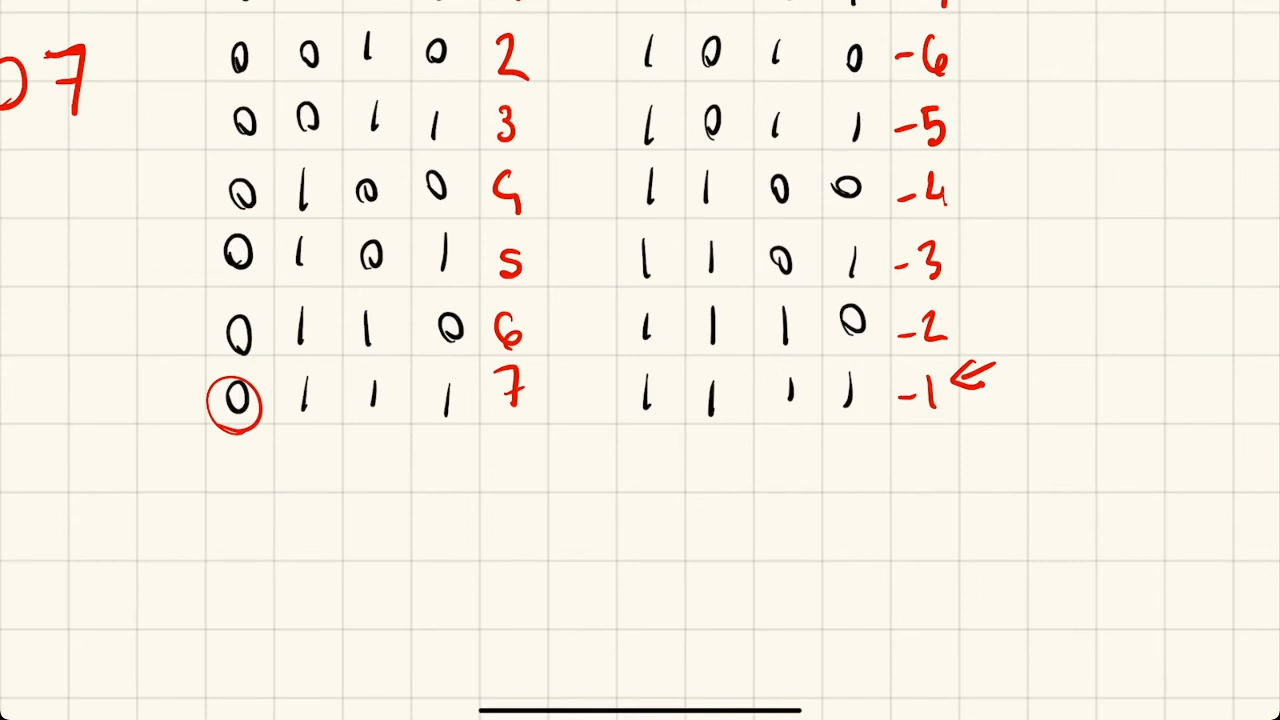 07
0 0 1 0 2 1 0 1 0 -6
0 0 1 1 3 1 0 1 1 -5
0 1 0 0 4 1 1 0 0 -4
0 1 0 1 5 1 1 0 1 -3
0 1 1 0 6 1 1 1 0 -2
0 1 1 1 7 1 1 1 1 -1